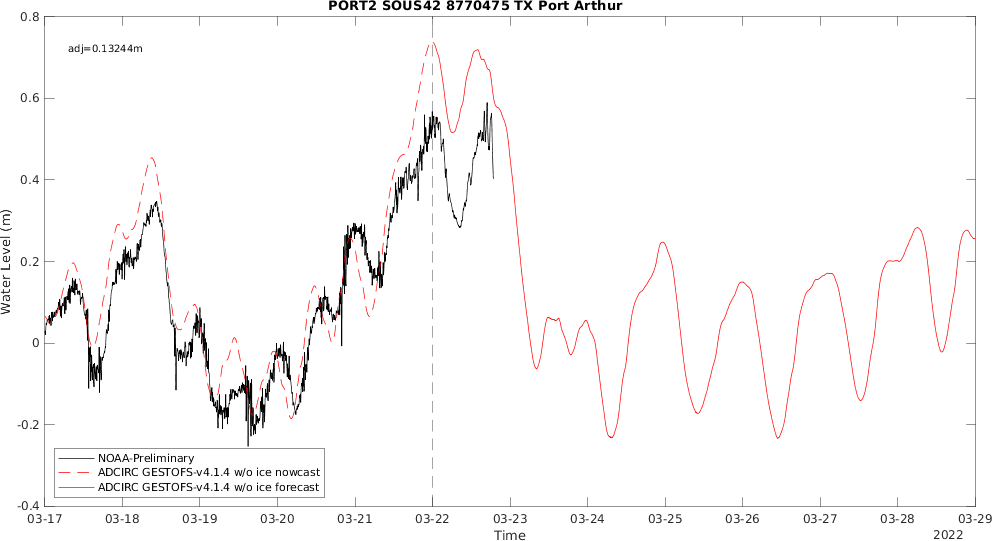 PORT2 SOUS42 8770475 TX Port Arthur
adj=0.13244m
Water Level (m)
0.8
0.6
0.4
0.2
0
-0.2
-0.4
NOAA-Preliminary
ADCIRC GESTOFS-v4.1.4 w/o ice nowcast
ADCIRC GESTOFS-v4.1.4 w/o ice forecast
03-17 03-18 03-19 03-20 03-21 03-22 03-23 03-24 03-25 03-26 03-27 03-28 03-29
Time
2022